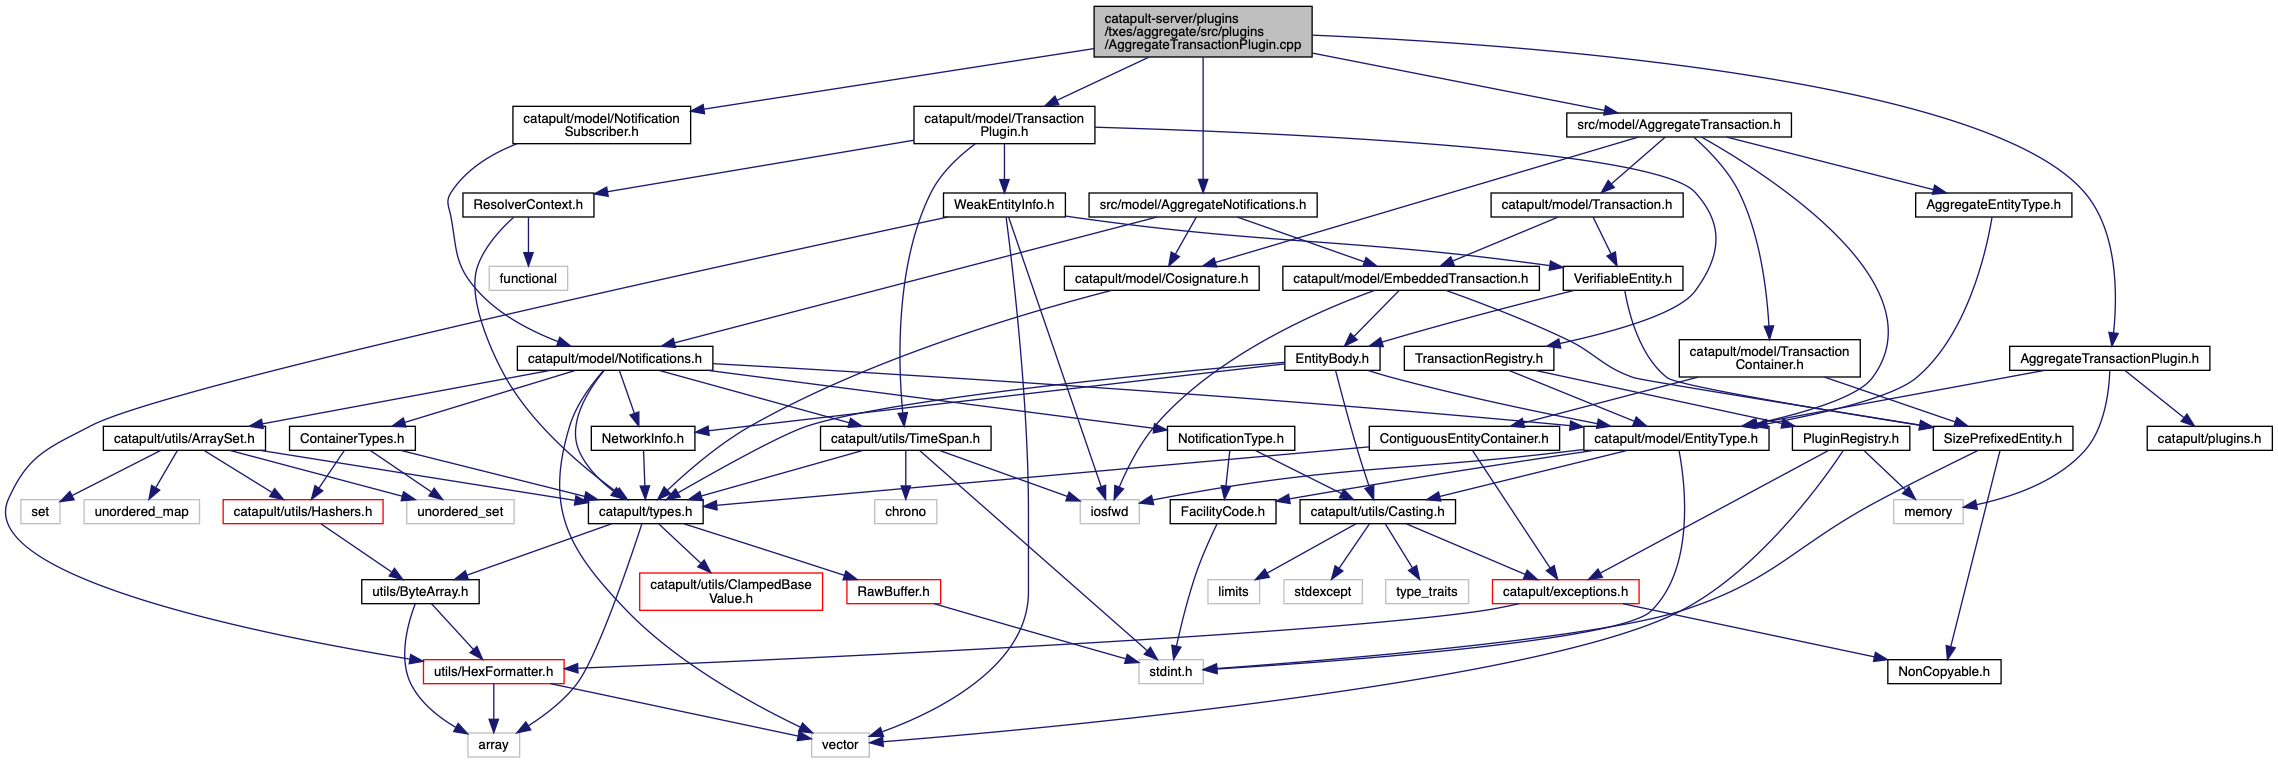 catapult-server/plugins
/txes/aggregate/src/plugins
/AggregateTransactionPlugin.cpp
catapult/model/Notification
Subscriber.h
catapult/model/Transaction
Plugin.h
src/model/AggregateTransaction.h
ResolverContext.h
WeakEntityInfo.h
src/model/AggregateNotifications.h
catapult/model/Transaction.h
AggregateEntityType.h
functional
catapult/model/Cosignature.h
catapult/model/EmbeddedTransaction.h
VerifiableEntity.h
catapult/model/Notifications.h
EntityBody.h
TransactionRegistry.h
catapult/model/Transaction
Container.h
AggregateTransactionPlugin.h
catapult/utils/ArraySet.h
ContainerTypes.h
NetworkInfo.h
catapult/utils/TimeSpan.h
NotificationType.h
ContiguousEntityContainer.h
catapult/model/EntityType.h
PluginRegistry.h
SizePrefixedEntity.h
catapult/plugins.h
set
unordered_map
catapult/utils/Hashers.h
unordered_set
catapult/types.h
chrono
iosfwd
FacilityCode.h
catapult/utils/Casting.h
memory
utils/ByteArray.h
catapult/utils/ClampedBase
Value.h
RawBuffer.h
limits
stdexcept
type_traits
catapult/exceptions.h
utils/HexFormatter.h
stdint.h
NonCopyable.h
array
vector